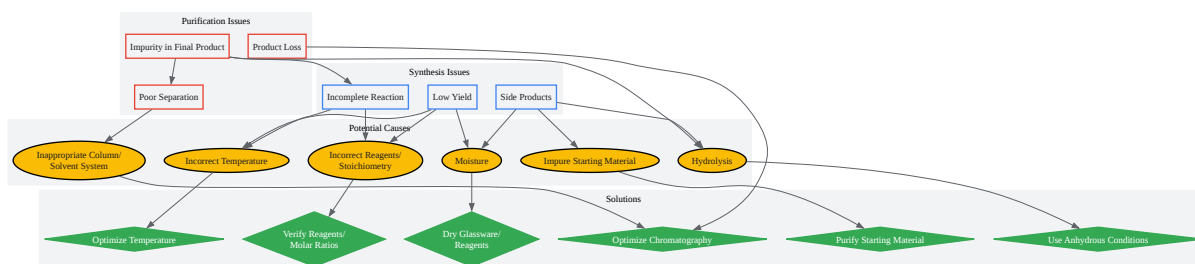 Purification Issues
Impurity in Final Product
Product Loss
Synthesis Issues
Poor Separation
Incomplete Reaction
Low Yield
Side Products
Potential Causes
Inappropriate Column/
Solvent System
Incorrect Temperature
Incorrect Reagents/
Stoichiometry
Moisture
Impure Starting Material
Hydrolysis
Solutions
Optimize Temperature
Verify Reagents/
Molar Ratios
Dry Glassware/
Reagents
Optimize Chromatography
Purify Starting Material
Use Anhydrous Conditions